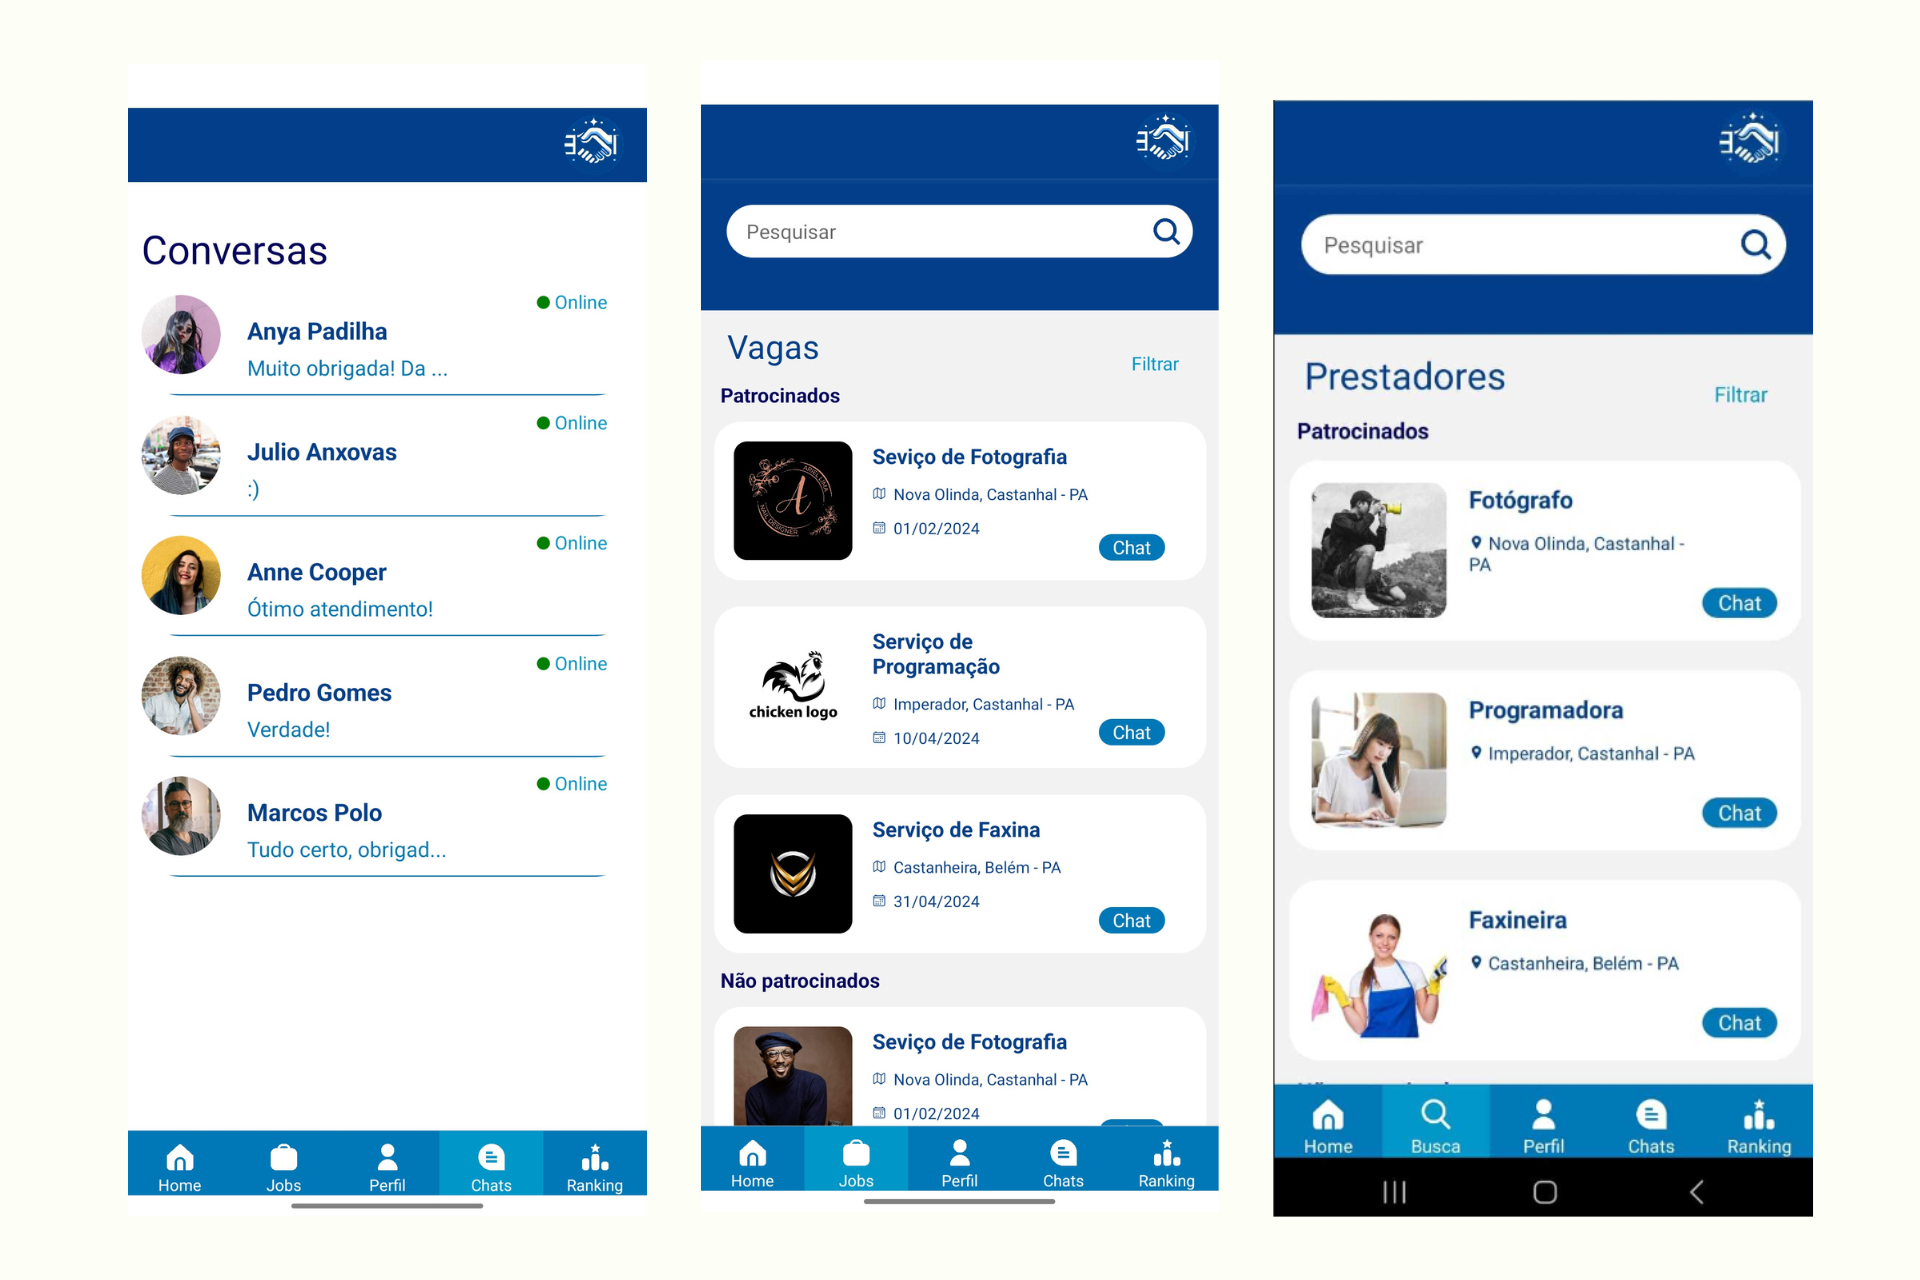 Conversas
Online
Anya Padilha
Muito obrigada! Da ...
Online
Julio Anxovas
:)
Online
Anne Cooper
Ótimo atendimento!
Online
Pedro Gomes
Verdade!
Online
Marcos Polo
Tudo certo, obrigad...
Home
Jobs
Perfil
Chats
Ranking
Pesquisar
Vagas
Filtrar
Patrocinados
A
Seviço de Fotografia
Nova Olinda, Castanhal - PA
01/02/2024
Chat
chicken logo
Serviço de
Programação
Imperador, Castanhal - PA
10/04/2024
Chat
Serviço de Faxina
Castanheira, Belém - PA
31/04/2024
Chat
Não patrocinados
Seviço de Fotografia
Nova Olinda, Castanhal - PA
01/02/2024
Home
Jobs
Perfil
Chats
Ranking
Pesquisar
Prestadores
Filtrar
Patrocinados
Fotógrafo
Nova Olinda, Castanhal -
PA
Chat
Programadora
Imperador, Castanhal - PA
Chat
Faxineira
Castanheira, Belém - PA
Chat
Home
Busca
Perfil
Chats
Ranking